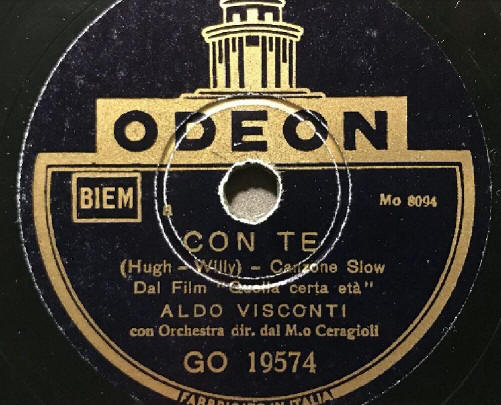 ODEON
BIEM
a
Mo 8094
CON TE
(Hugh - Willy) - Canzone Slow
Dal Film "Quella certa età"
ALDO VISCONTI
con Orchestra dir. dal M.o Ceragioli
GO 19574
FABBRICATO IN ITALIA